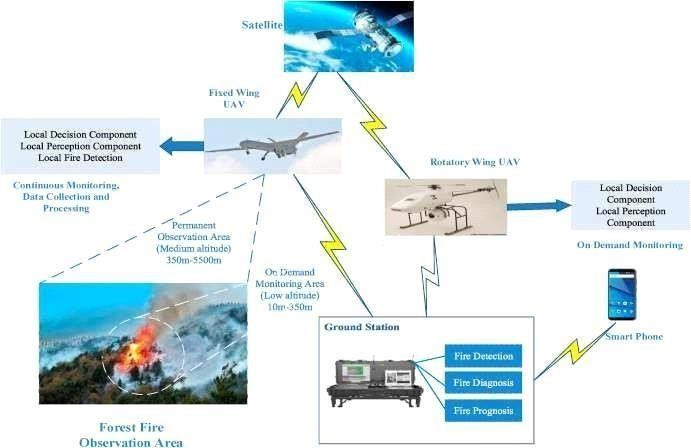 Satellite
Fixed Wing
UAV
Local Decision Component
Local Perception Component
Local Fire Detection
Continuous Monitoring,
Data Collection and
Processing
Rotatory Wing UAV
Local Decision
Component
Local Perception
Component
On Demand Monitoring
Permanent
Observation Area
(Medium altitude)
350m-5500m
On Demand
Monitoring Area
(Low altitude)
10m-350m
Smart Phone
Ground Station
Fire Detection
Fire Diagnosis
Fire Prognosis
Forest Fire
Observation Area